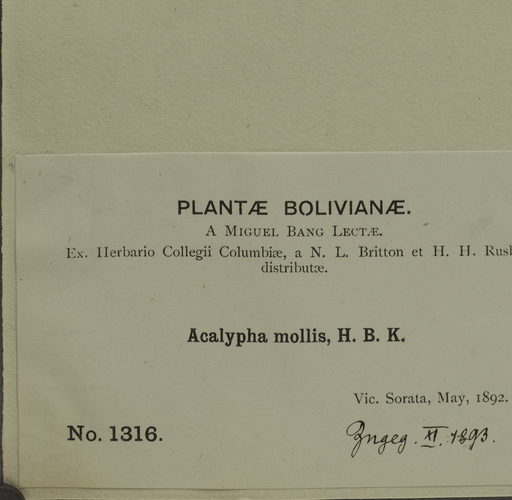 PLANTÆ BOLIVIANÆ.
A MIGUEL BANG LECTÆ.
Ex. Herbario Collegii Columbiæ, a N. L. Britton et H. H. Rusb
distributæ.
Acalypha mollis, H. B. K.
Vic. Sorata, May, 1892.
No. 1316.
Zugeg. XI. 1893.